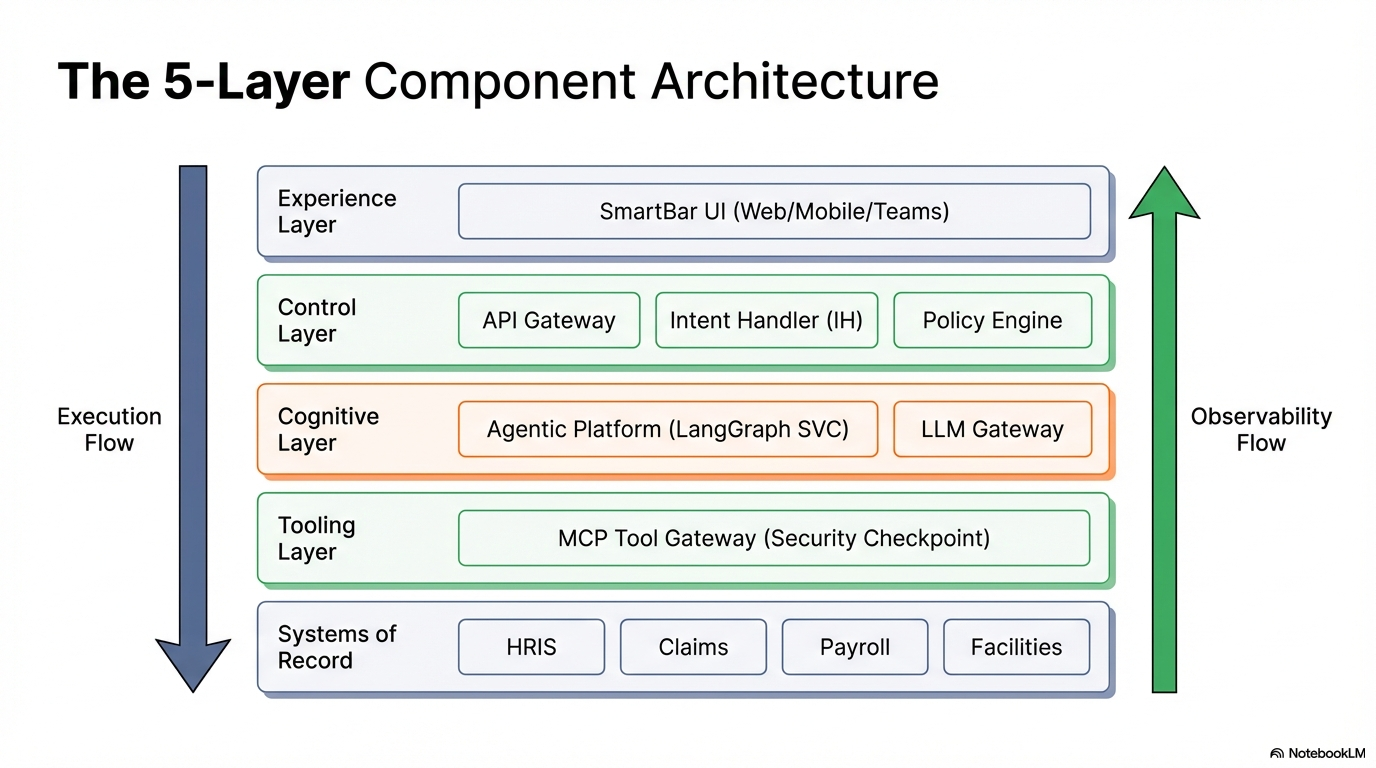 The 5-Layer Component Architecture
Experience
Layer
SmartBar UI (Web/Mobile/Teams)
Control
Layer
API Gateway
Intent Handler (IH)
Policy Engine
Execution
Flow
Cognitive
Layer
Agentic Platform (LangGraph SVC)
LLM Gateway
Observability
Flow
Tooling
Layer
MCP Tool Gateway (Security Checkpoint)
Systems of
Record
HRIS
Claims
Payroll
Facilities
NotebookLM